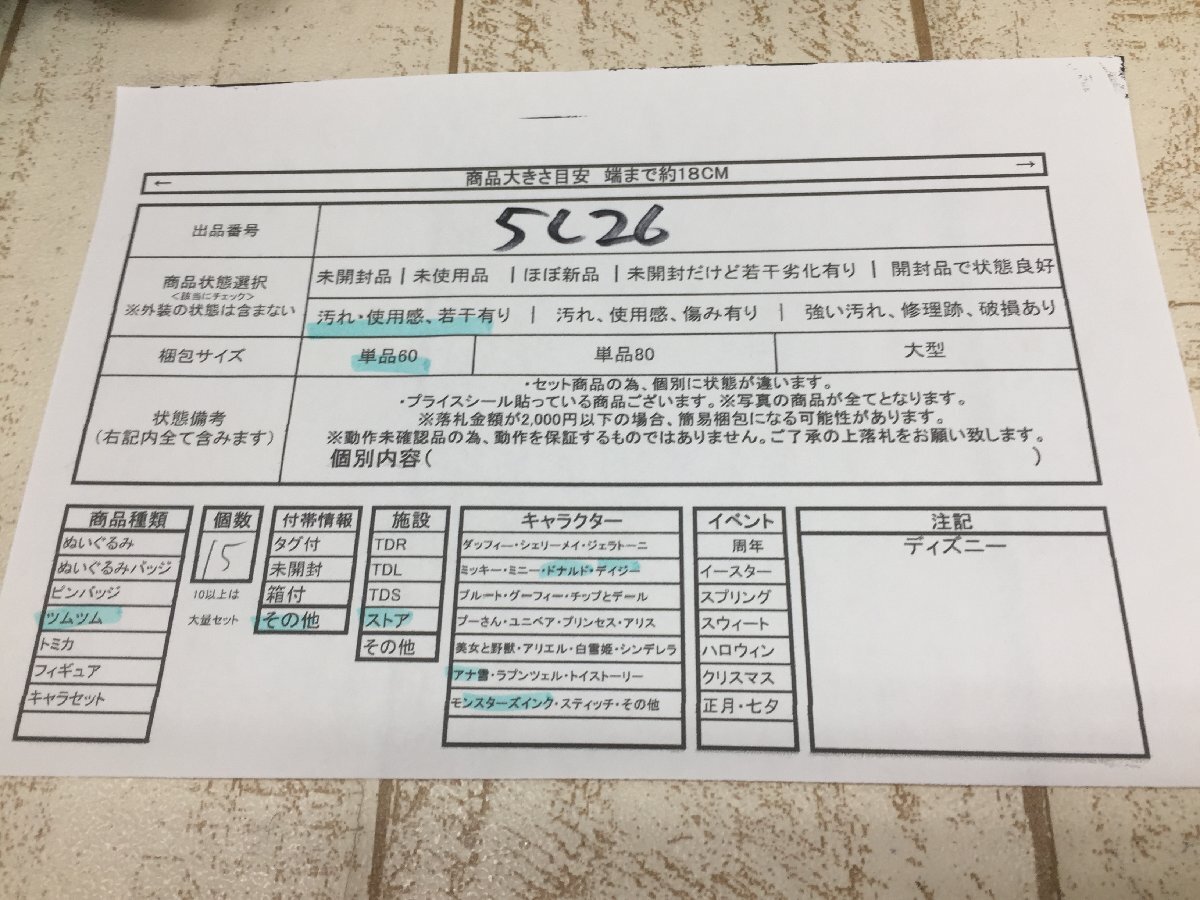 ← 商品大きさ目安 端まで約18CM →
出品番号 5C26
商品状態選択
<該当にチェック>
※外装の状態は含まない
未開封品 | 未使用品 | ほぼ新品 | 未開封だけど若干劣化有り | 開封品で状態良好
汚れ・使用感、若干有り | 汚れ、使用感、傷み有り | 強い汚れ、修理跡、破損あり
梱包サイズ 単品60 単品80 大型
状態備考
(右記内全て含みます)
・セット商品の為、個別に状態が違います。
・プライスシール貼っている商品ございます。※写真の商品が全てとなります。
※落札金額が2,000円以下の場合、簡易梱包になる可能性があります。
※動作未確認品の為、動作を保証するものではありません。ご了承の上落札をお願い致します。
個別内容( )
商品種類
ぬいぐるみ
ぬいぐるみバッジ
ピンバッジ
ツムツム
トミカ
フィギュア
キャラセット
個数
15
10以上は
大量セット
付帯情報
タグ付
未開封
箱付
その他
施設
TDR
TDL
TDS
ストア
その他
キャラクター
ダッフィー・シェリーメイ・ジェラトーニ
ミッキー・ミニー・ドナルド・デイジー
プルート・グーフィー・チップとデール
プーさん・ユニベア・プリンセス・アリス
美女と野獣・アリエル・白雪姫・シンデレラ
アナ雪・ラプンツェル・トイストーリー
モンスターズインク・スティッチ・その他
イベント
周年
イースター
スプリング
スウィート
ハロウィン
クリスマス
正月・七夕
注記
ディズニー